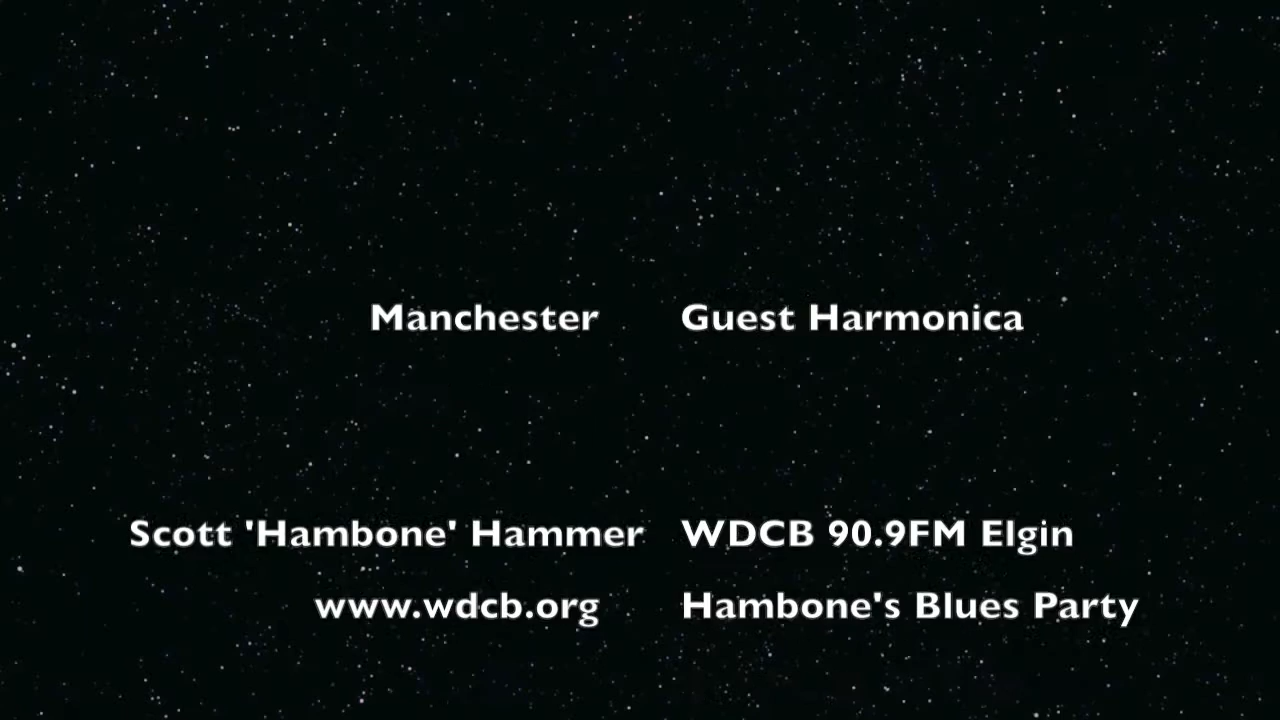 Manchester Guest Harmonica
Scott 'Hambone' Hammer WDCB 90.9FM Elgin
www.wdcb.org Hambone's Blues Party